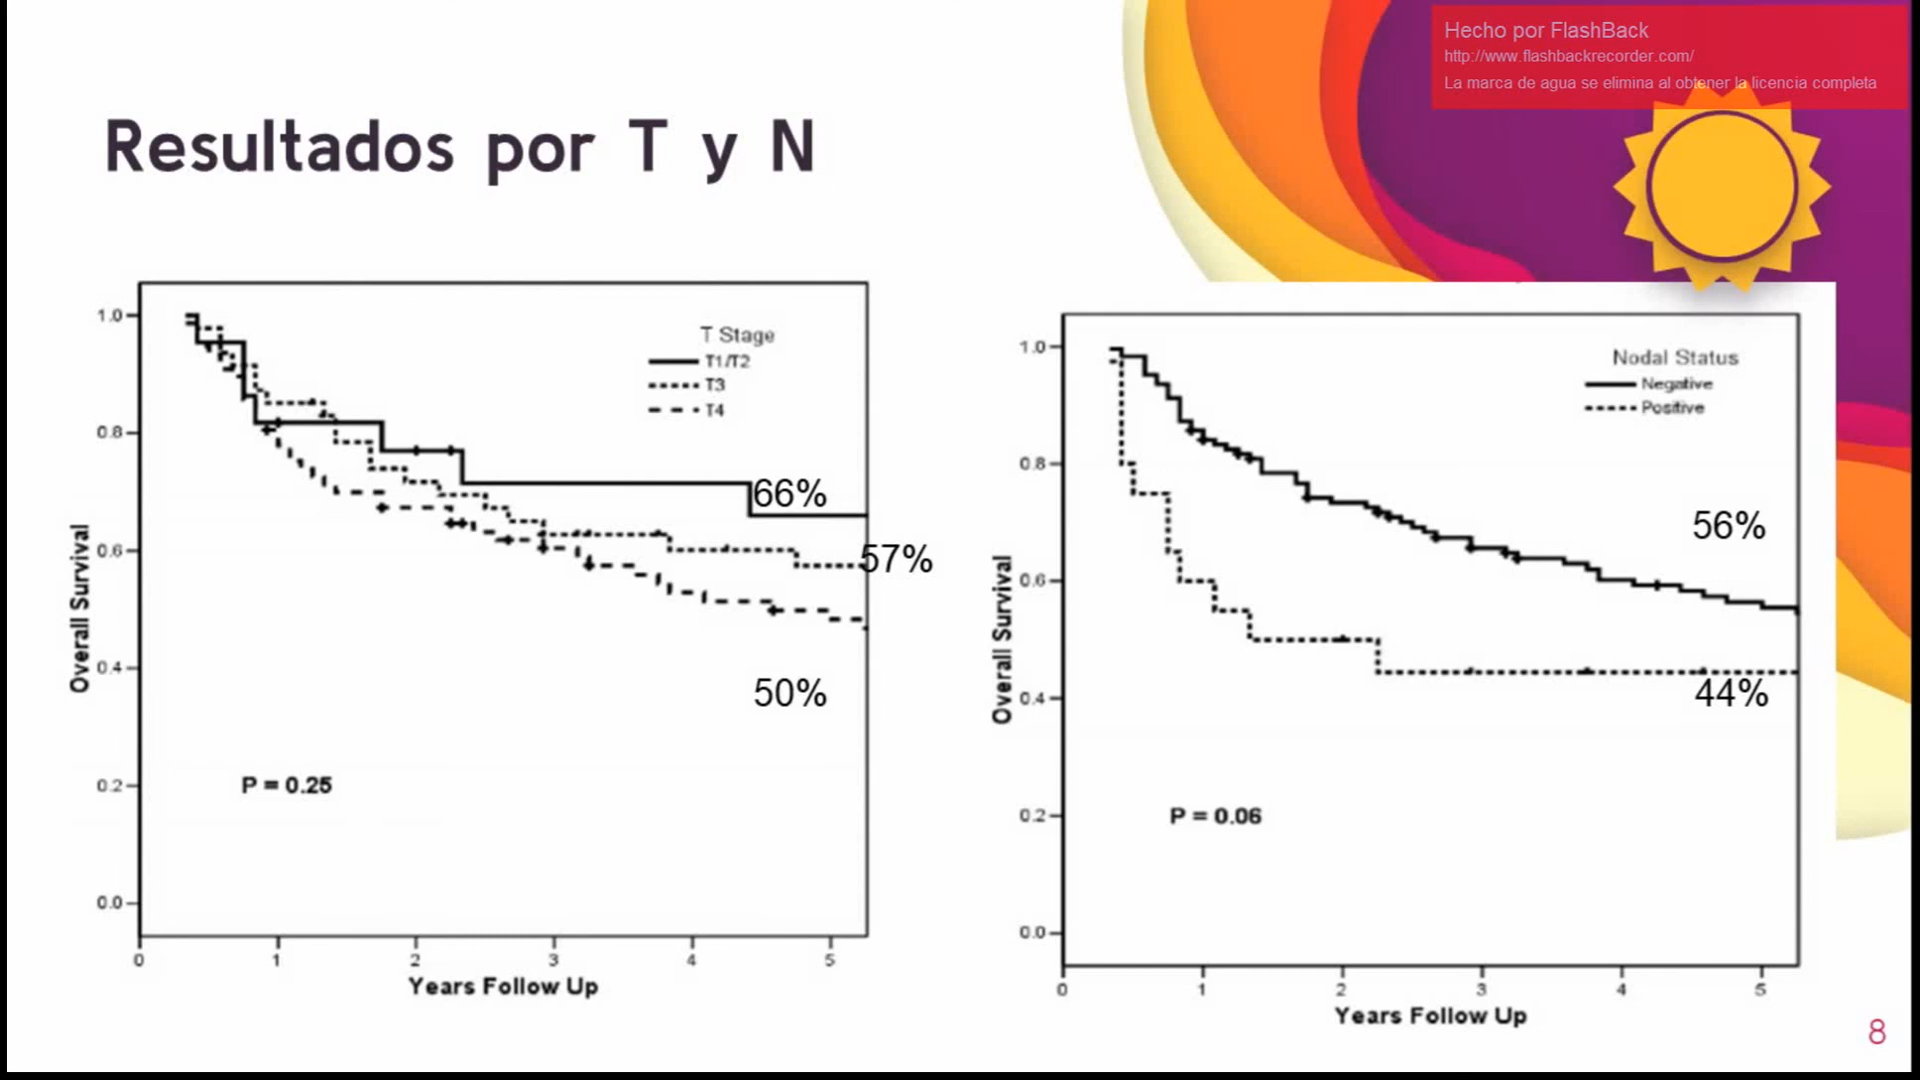 Hecho por FlashBack
http://www.flashbackrecorder.com/
La marca de agua se elimina al obtener la licencia completa
Resultados por T y N
T Stage
T1/T2
T3
T4
1.0
0.8
0.6
0.4
0.2
0.0
Overall Survival
66%
57%
50%
P = 0.25
0 1 2 3 4 5
Years Follow Up
Nodal Status
Negative
Positive
1.0
0.8
0.6
0.4
0.2
0.0
Overall Survival
56%
44%
P = 0.06
0 1 2 3 4 5
Years Follow Up
8